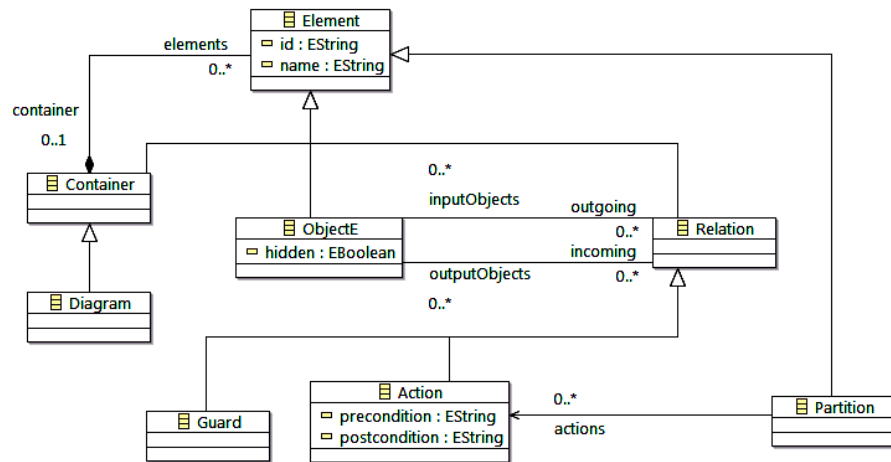 Element
elements
id : EString
0..*
name : EString
container
0..1
0..*
Container
inputObjects
outgoing
ObjectE
0..*
Relation
hidden : EBoolean
incoming
outputObjects
0..*
Diagram
0..*
Action
0..*
Partition
precondition : EString
Guard
postcondition : EString
actions